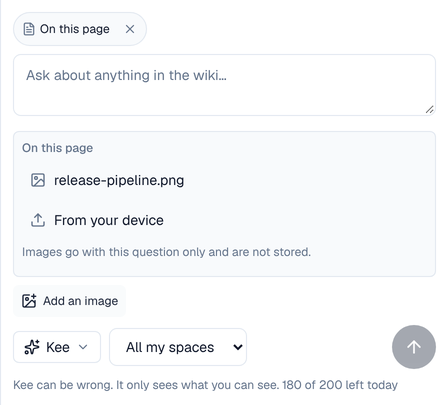 On this page
Ask about anything in the wiki...
On this page
release-pipeline.png
From your device
Images go with this question only and are not stored.
Add an image
Kee
All my spaces
Kee can be wrong. It only sees what you can see. 180 of 200 left today